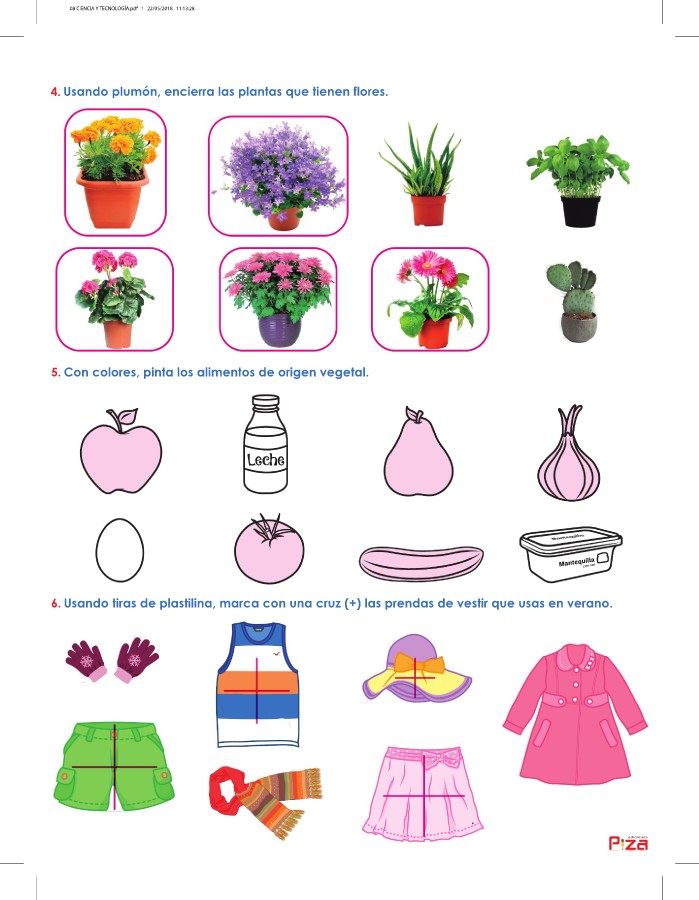 08 CIENCIA Y TECNOLOGÍA.pdf 1 22/05/2018 11:13:28
4. Usando plumón, encierra las plantas que tienen flores.
5. Con colores, pinta los alimentos de origen vegetal.
Leche
Mantequilla
Mantequilla
6. Usando tiras de plastilina, marca con una cruz (+) las prendas de vestir que usas en verano.
Piza